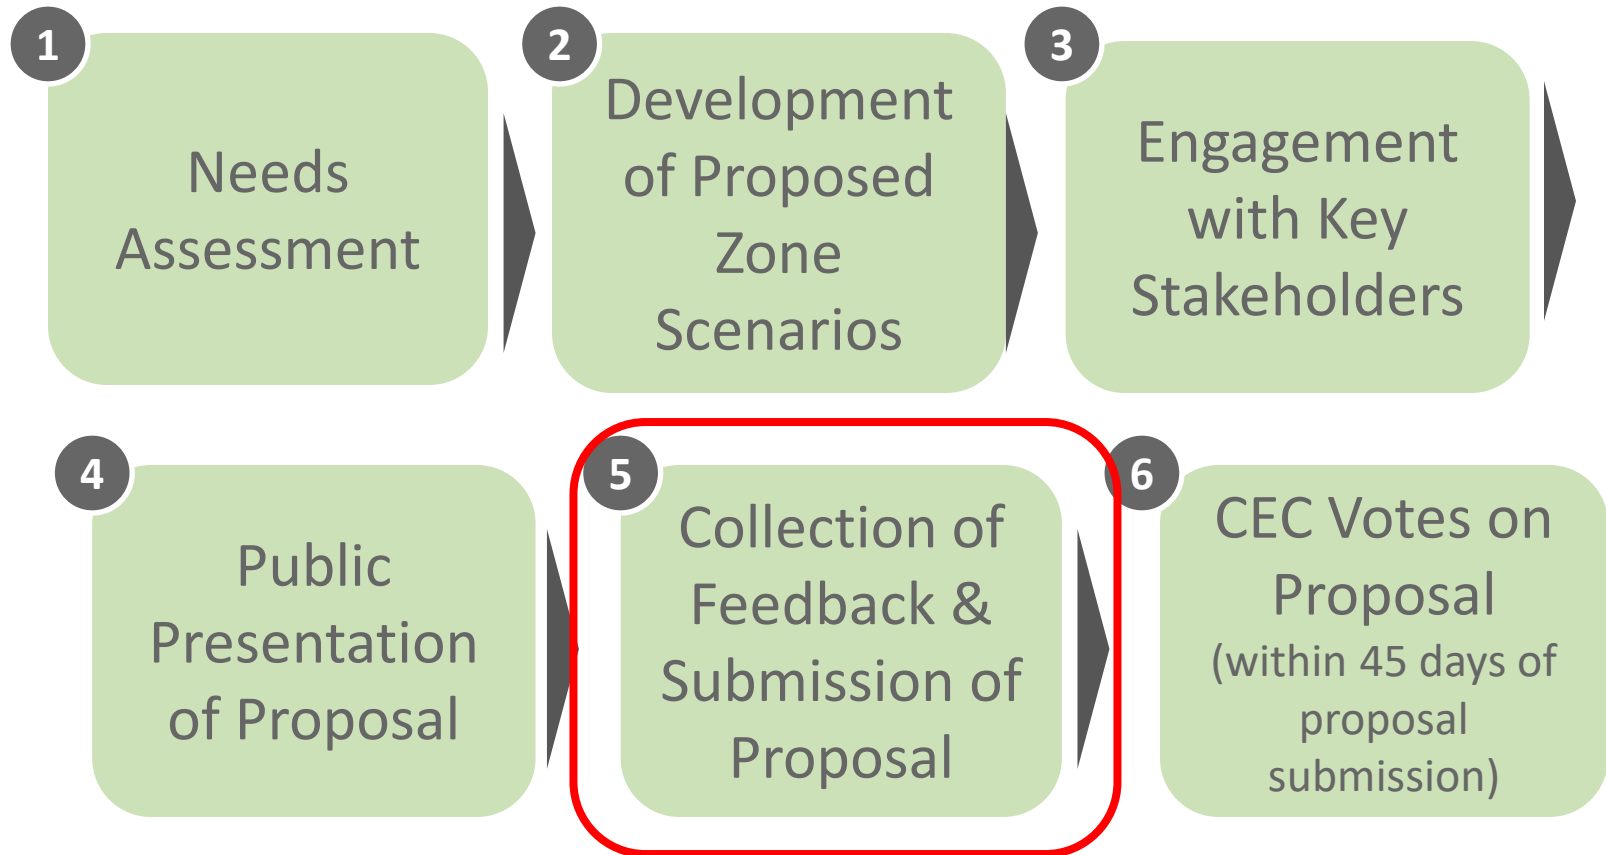 1
Needs
Assessment
2
Development
of Proposed
Zone
Scenarios
3
Engagement
with Key
Stakeholders
4
Public
Presentation
of Proposal
5
Collection of
Feedback &
Submission of
Proposal
6
CEC Votes on
Proposal
(within 45 days of
proposal
submission)